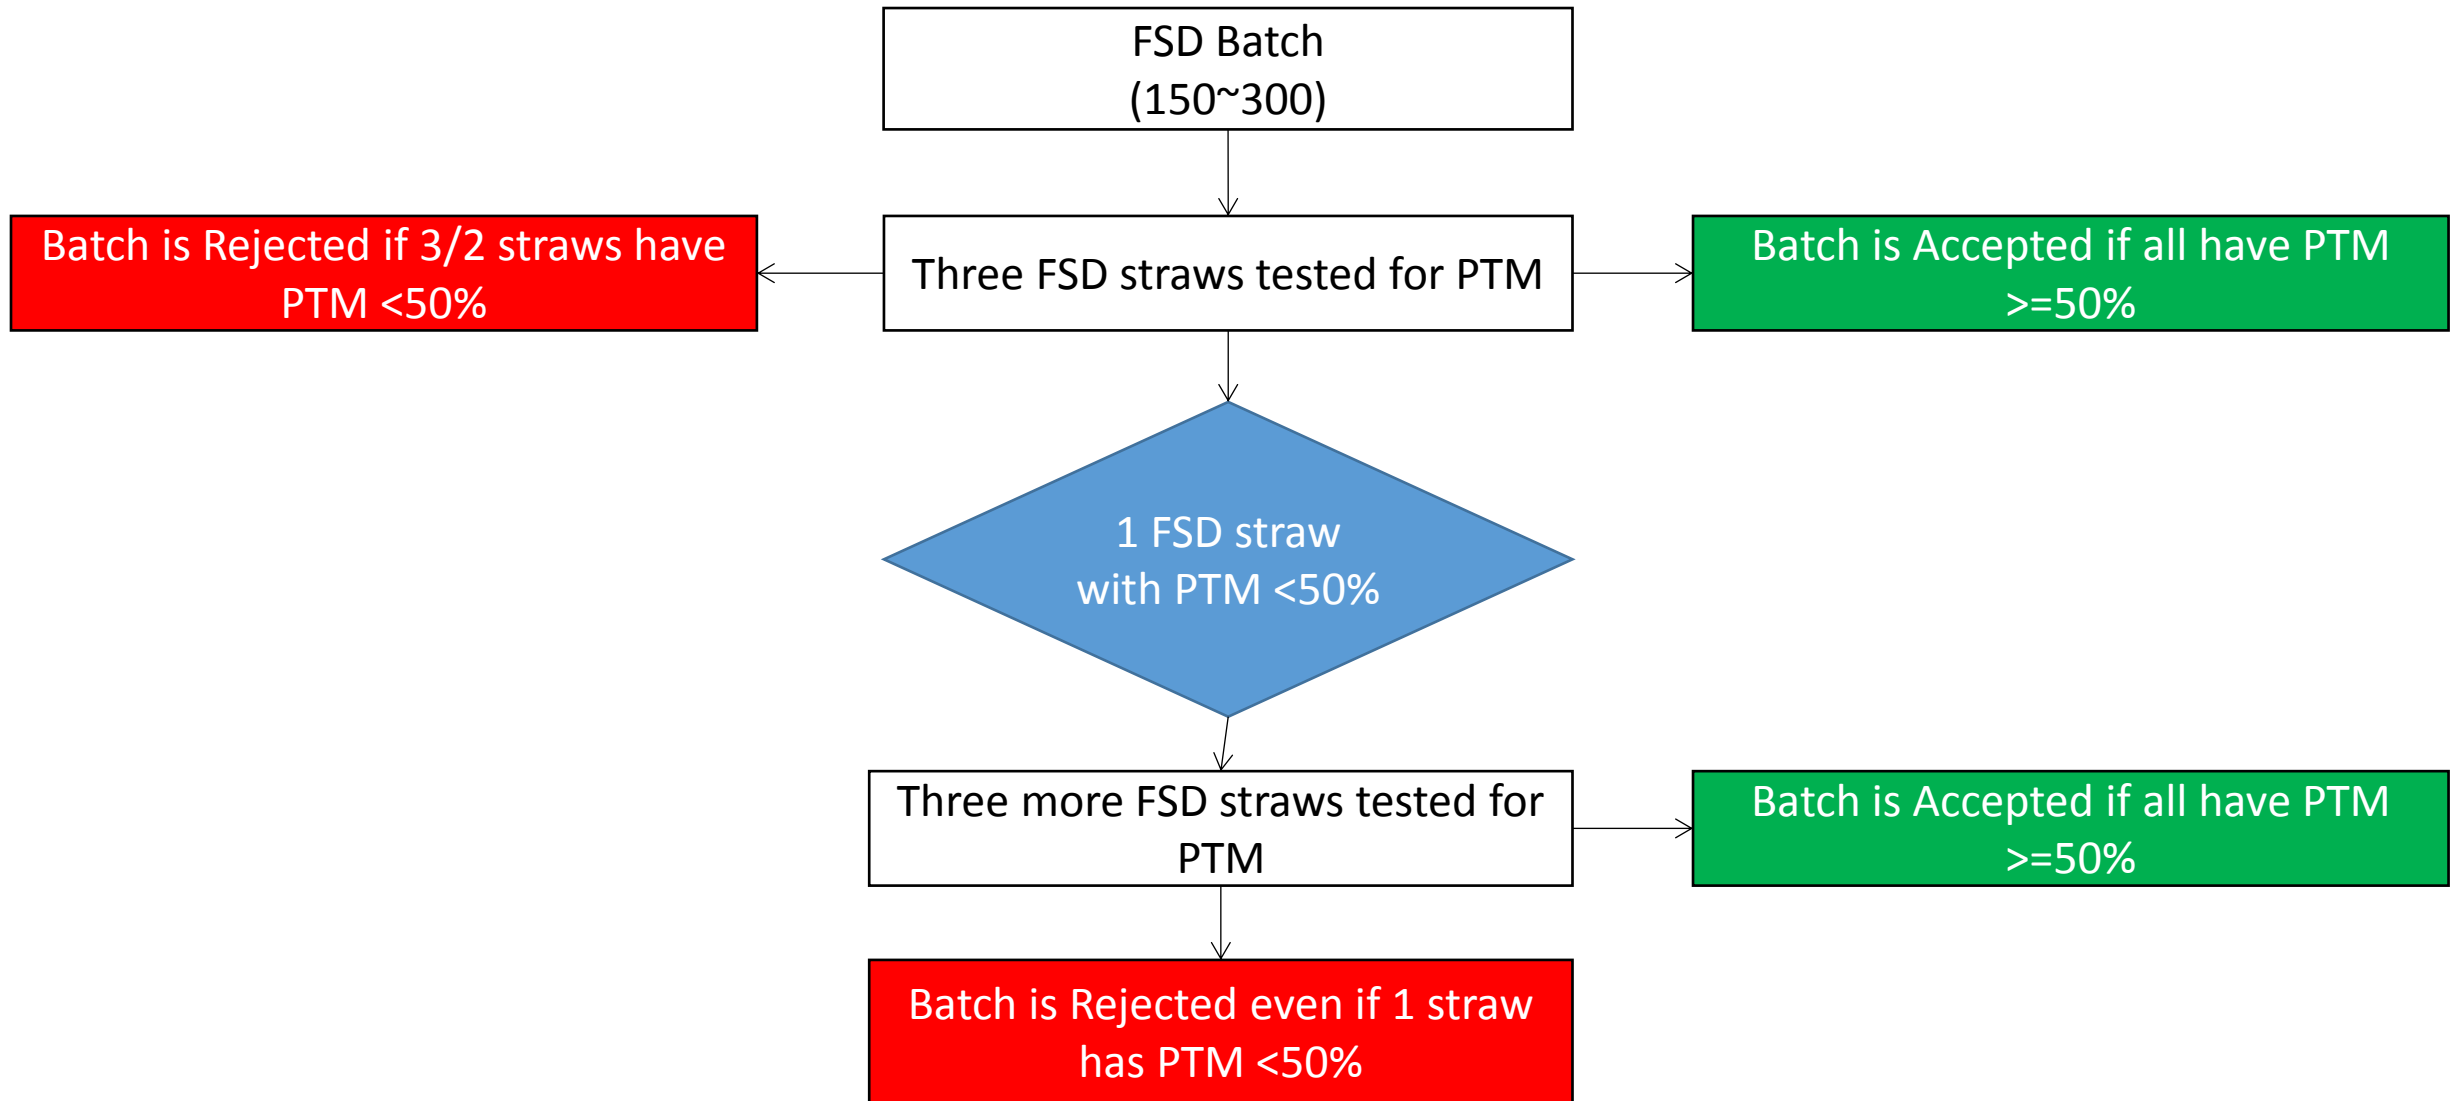 FSD Batch
(150~300)
Batch is Rejected if 3/2 straws have
PTM <50%
Three FSD straws tested for PTM
Batch is Accepted if all have PTM
>=50%
1 FSD straw
with PTM <50%
Three more FSD straws tested for
PTM
Batch is Accepted if all have PTM
>=50%
Batch is Rejected even if 1 straw
has PTM <50%